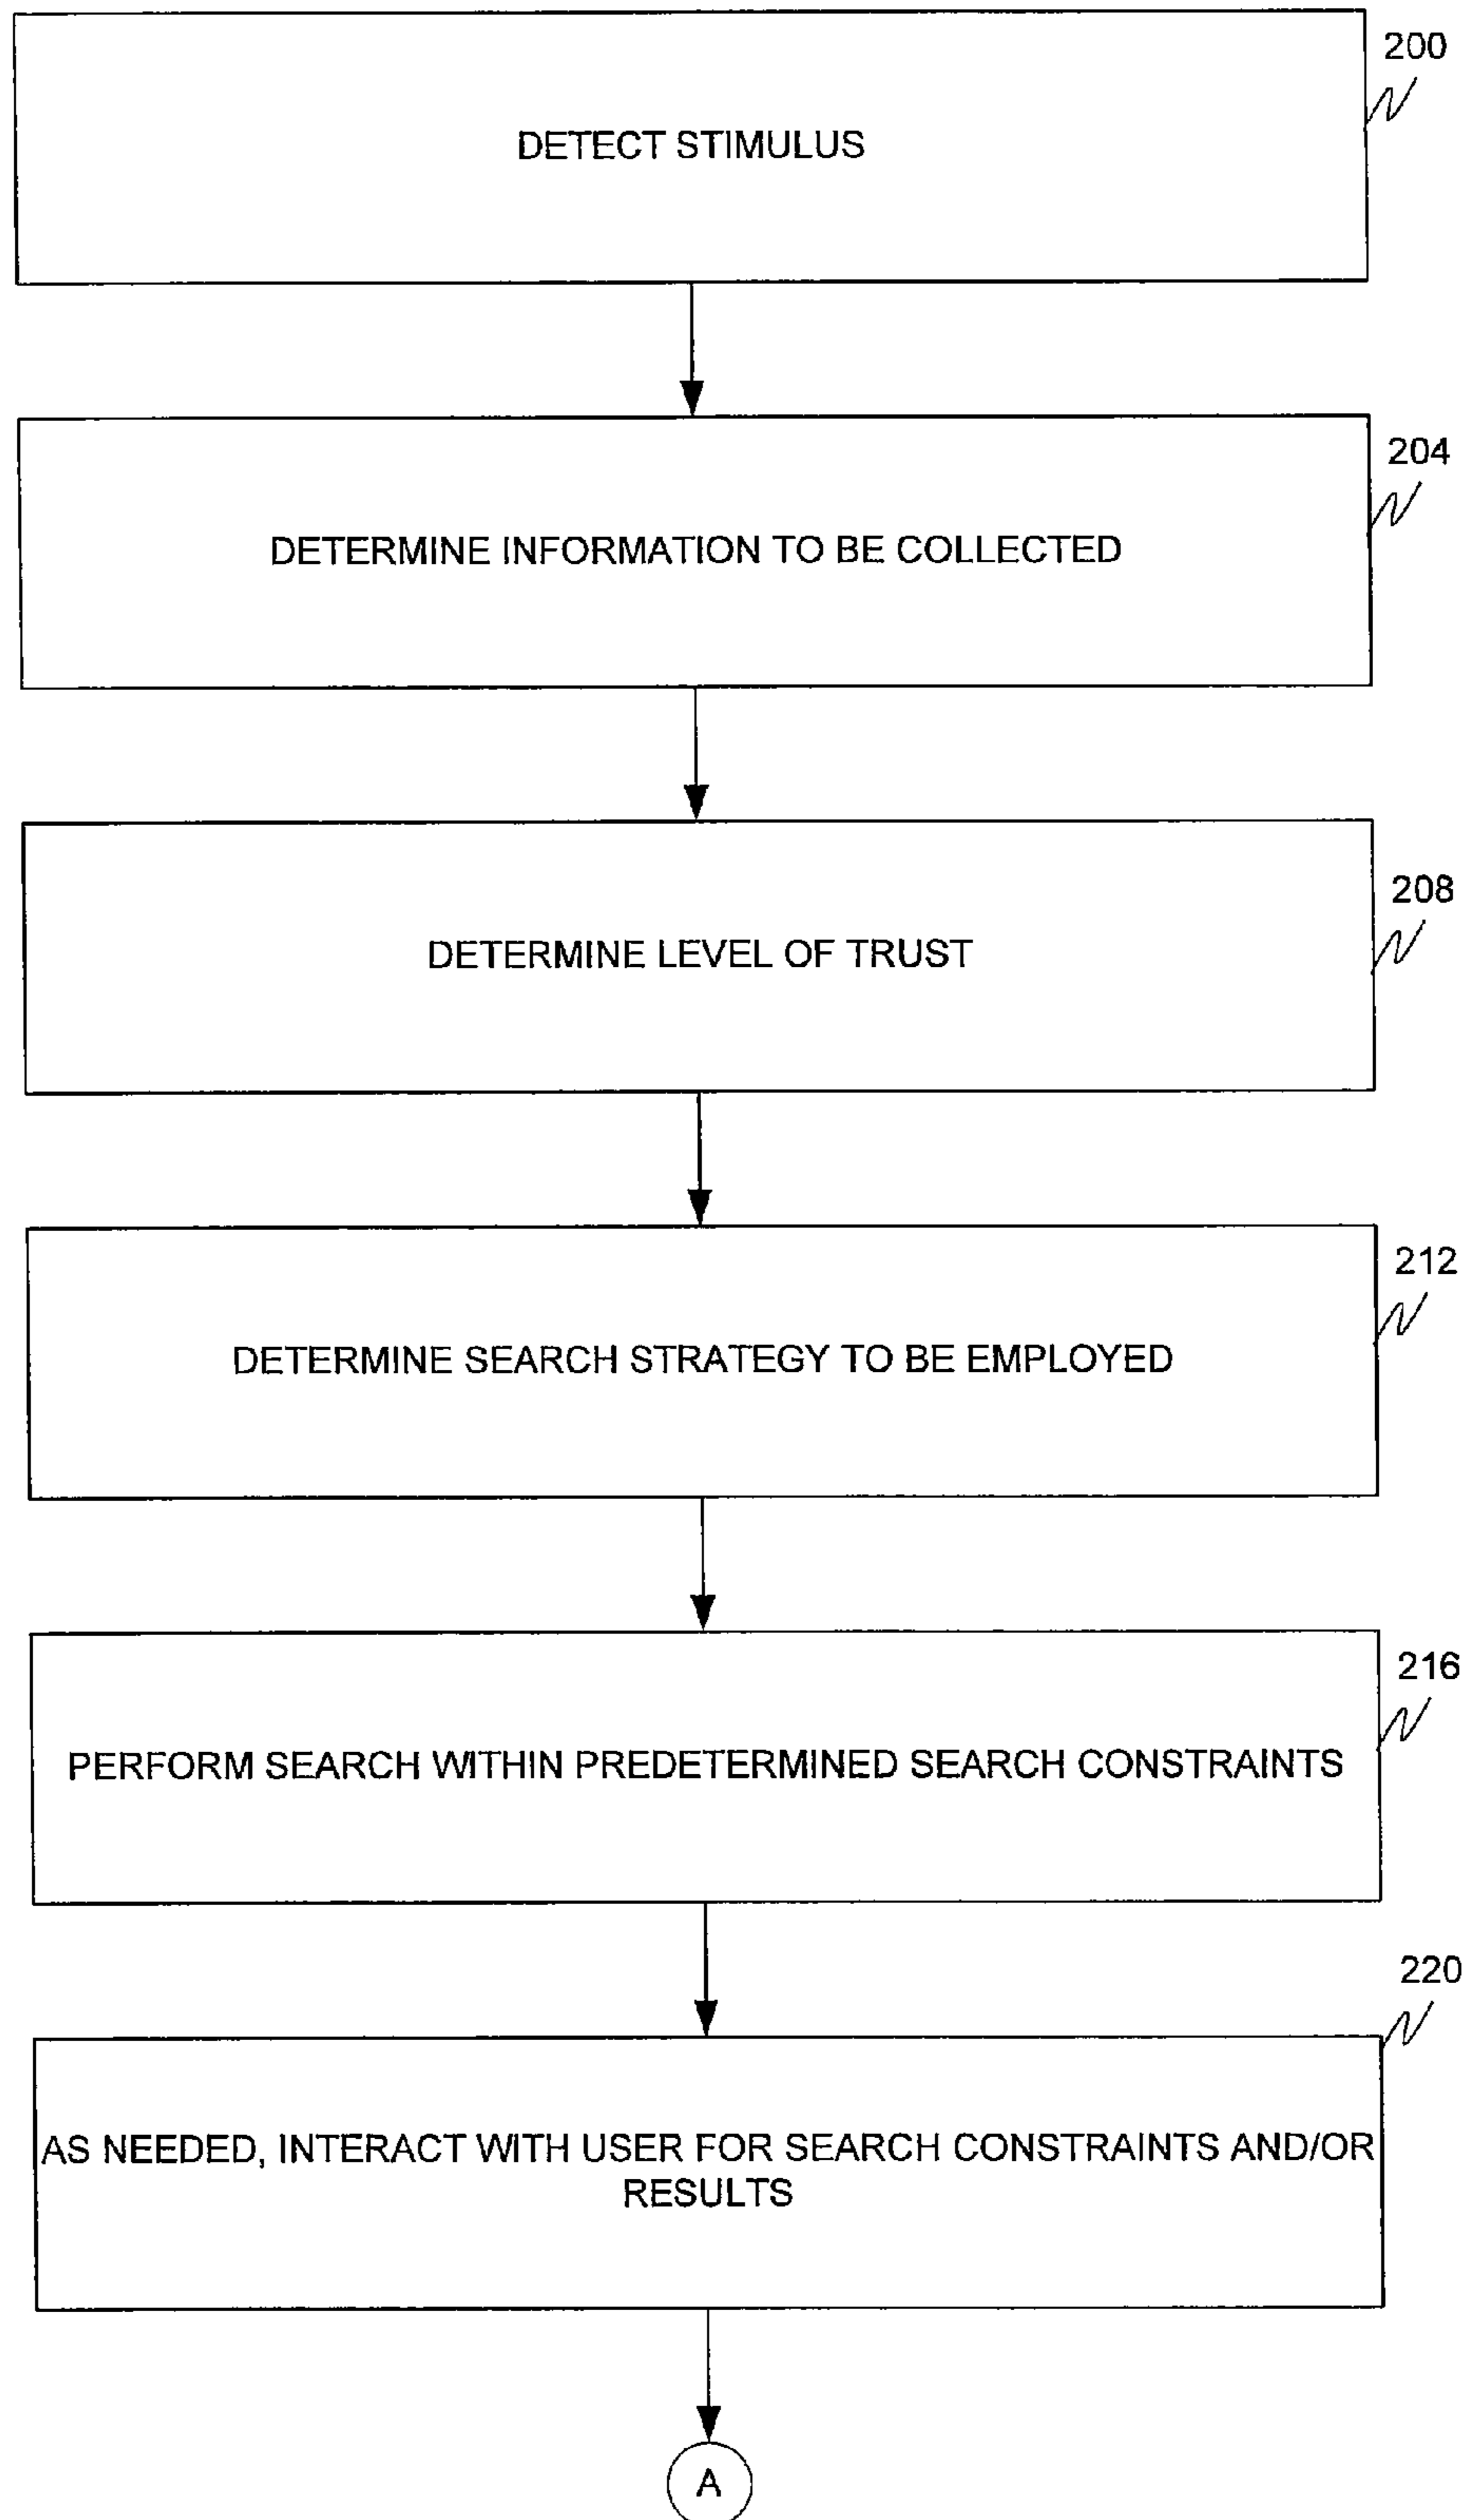 200
DETECT STIMULUS
204
DETERMINE INFORMATION TO BE COLLECTED
208
DETERMINE LEVEL OF TRUST
212
DETERMINE SEARCH STRATEGY TO BE EMPLOYED
216
PERFORM SEARCH WITHIN PREDETERMINED SEARCH CONSTRAINTS
220
AS NEEDED, INTERACT WITH USER FOR SEARCH CONSTRAINTS AND/OR
RESULTS
A